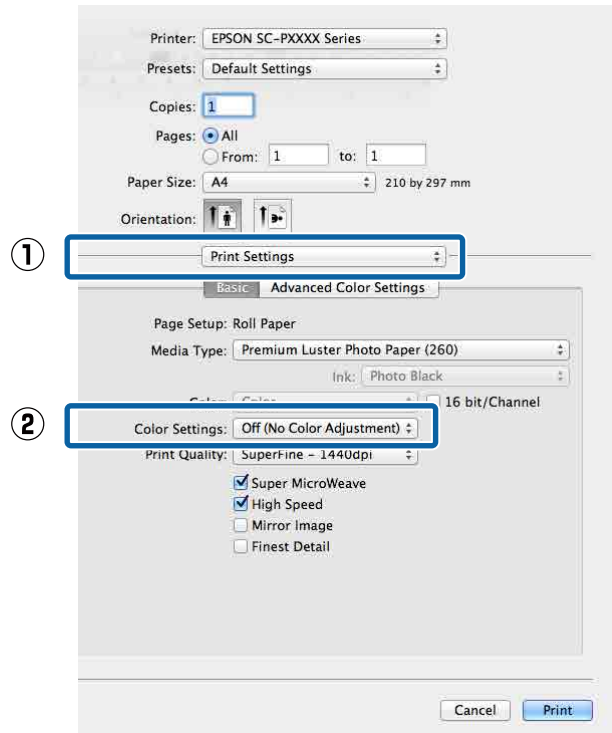 Printer: EPSON SC-PXXXX Series
Presets: Default Settings
Copies: 1
Pages: All
From: 1 to: 1
Paper Size: A4 210 by 297 mm
Orientation:
① Print Settings
Basic Advanced Color Settings
Page Setup: Roll Paper
Media Type: Premium Luster Photo Paper (260)
Ink: Photo Black
Color 16 bit/Channel
② Color Settings: Off (No Color Adjustment)
Print Quality: SuperFine - 1440dpi
Super MicroWeave
High Speed
Mirror Image
Finest Detail
Cancel Print